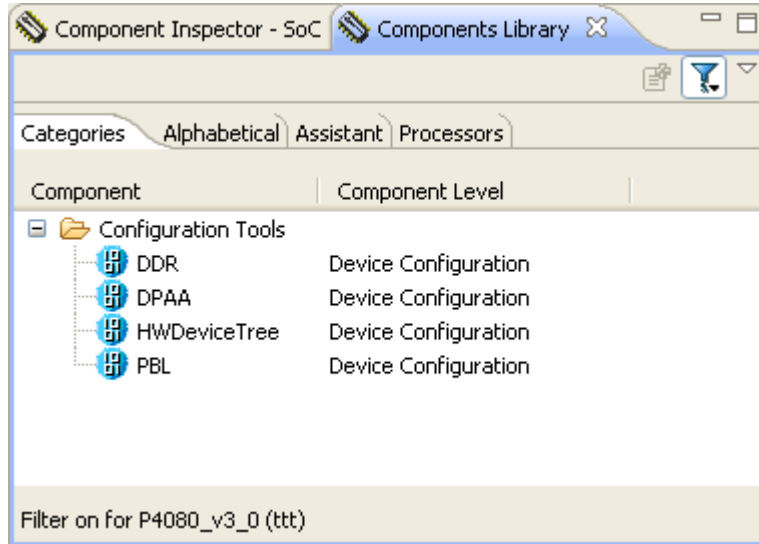 Component Inspector - SoC Components Library
Categories Alphabetical Assistant Processors
Component Component Level
Configuration Tools
DDR Device Configuration
DPAA Device Configuration
HWDeviceTree Device Configuration
PBL Device Configuration
Filter on for P4080_v3_0 (ttt)